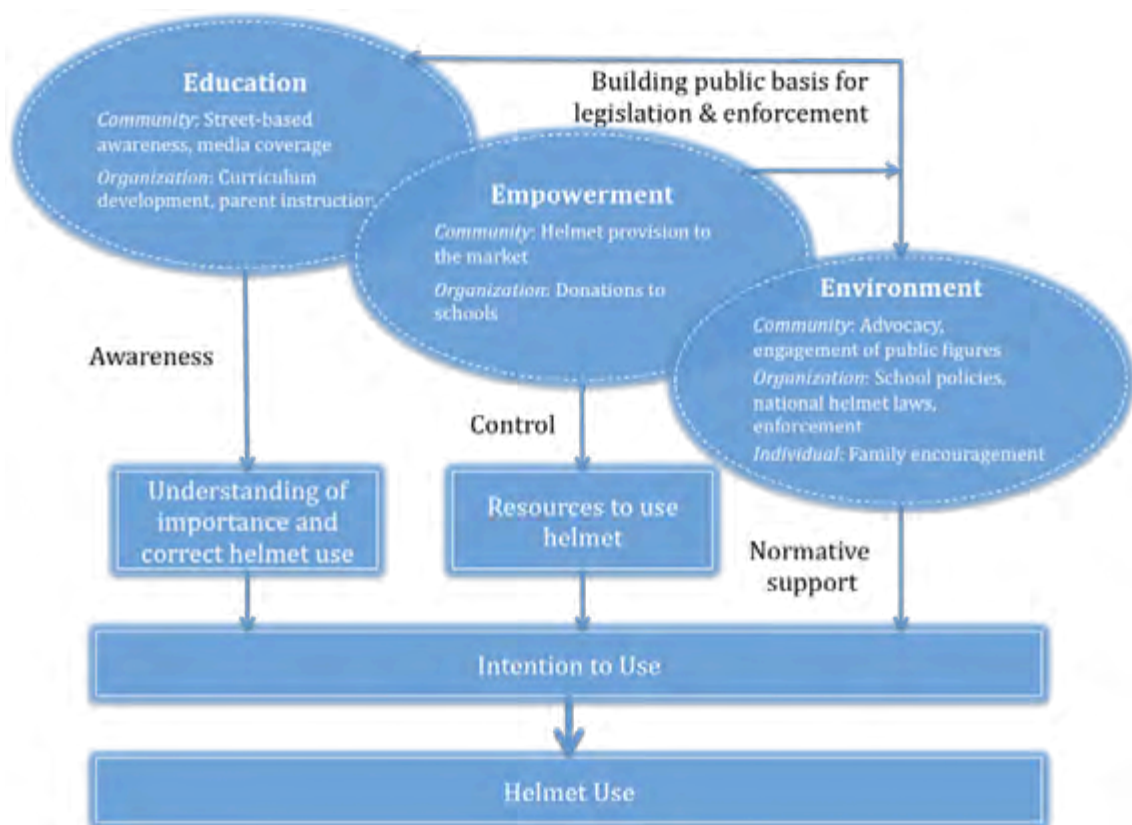 Education
Community: Street-based
awareness, media coverage
Organization: Curriculum
development, parent instruction
Building public basis for
legislation & enforcement
Empowerment
Community: Helmet provision to
the market
Organization: Donations to
schools
Environment
Community: Advocacy,
engagement of public figures
Organization: School policies,
national helmet laws,
enforcement
Individual: Family encouragement
Awareness
Control
Understanding of
importance and
correct helmet use
Resources to use
helmet
Normative
support
Intention to Use
Helmet Use